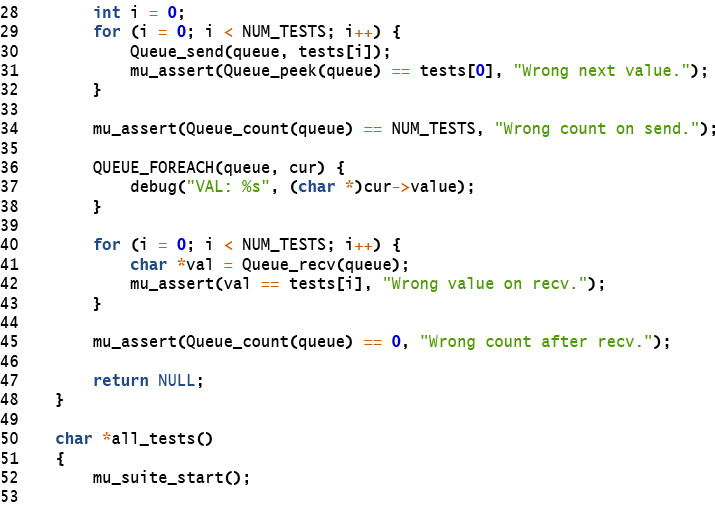 28        int i = 0;
29        for (i = 0; i < NUM_TESTS; i++) {
30            Queue_send(queue, tests[i]);
31            mu_assert(Queue_peek(queue) == tests[0], "Wrong next value.");
32        }
33
34        mu_assert(Queue_count(queue) == NUM_TESTS, "Wrong count on send.");
35
36        QUEUE_FOREACH(queue, cur) {
37            debug("VAL: %s", (char *)cur->value);
38        }
39
40        for (i = 0; i < NUM_TESTS; i++) {
41            char *val = Queue_recv(queue);
42            mu_assert(val == tests[i], "Wrong value on recv.");
43        }
44
45        mu_assert(Queue_count(queue) == 0, "Wrong count after recv.");
46
47        return NULL;
48    }
49
50    char *all_tests()
51    {
52        mu_suite_start();
53